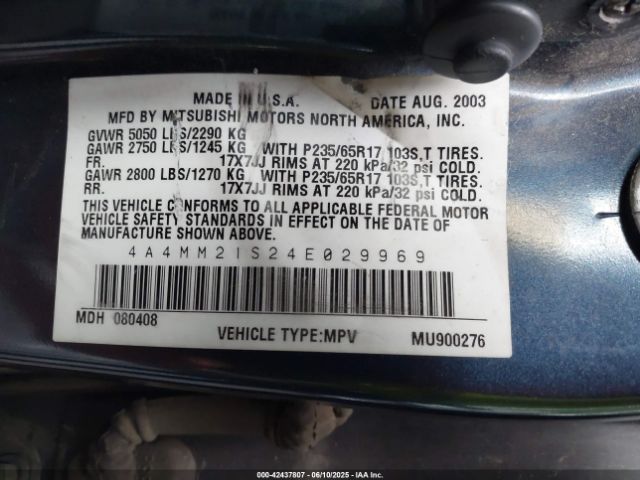 MADE IN U.S.A. DATE AUG. 2003
MFD BY MITSUBISHI MOTORS NORTH AMERICA, INC.
GVWR 5050 LBS/2290 KG
GAWR 2750 LBS/1245 KG WITH P235/65R17 103S,T TIRES.
FR. 17X7JJ RIMS AT 220 kPa/32 psi COLD.
GAWR 2800 LBS/1270 KG WITH P235/65R17 103S,T TIRES.
RR. 17X7JJ RIMS AT 220 kPa/32 psi COLD.
THIS VEHICLE CONFORMS TO ALL APPLICABLE FEDERAL MOTOR
VEHICLE SAFETY STANDARDS IN EFFECT ON THE DATE OF
MANUFACTURE SHOWN ABOVE.
4A4MM21S24E029969
MDH 080408
VEHICLE TYPE:MPV MU900276
000-42437807 - 06/10/2025 - IAA Inc.